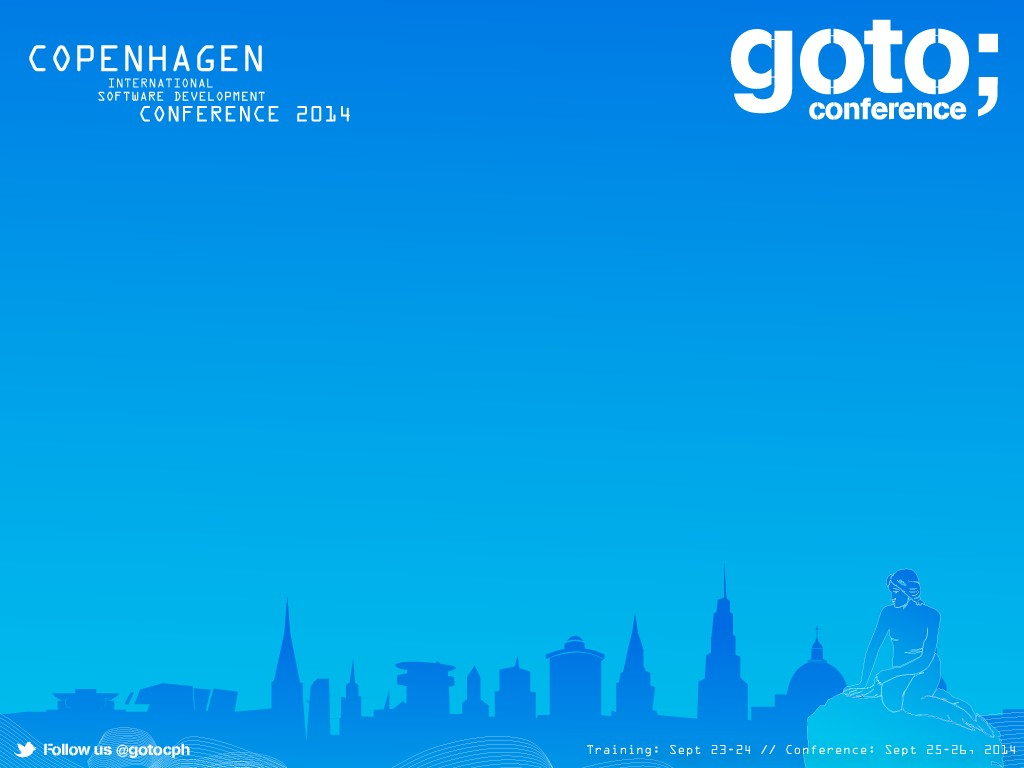 COPENHAGEN
INTERNATIONAL
SOFTWARE DEVELOPMENT
CONFERENCE 2014
goto;
conference
Follow us @gotocph
Training: Sept 23-24 // Conference: Sept 25-26, 2014